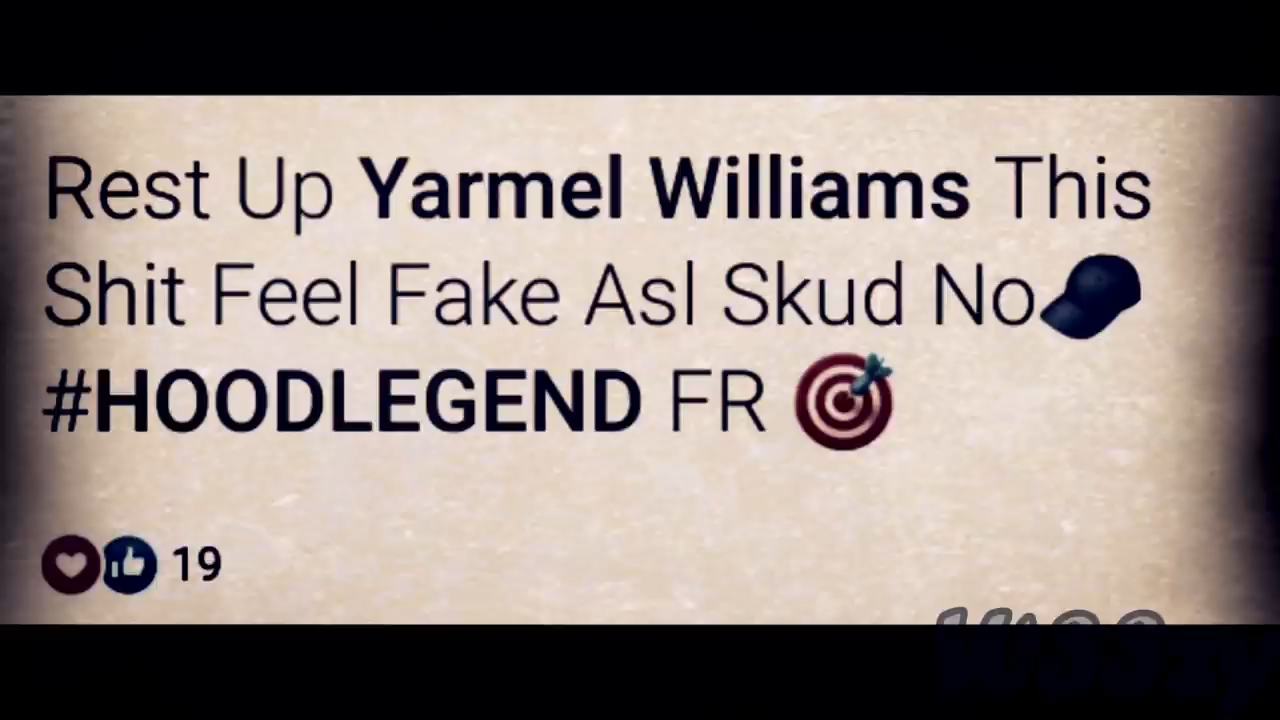 Rest Up Yarmel Williams This
Shit Feel Fake Asl Skud No🧢
#HOODLEGEND FR 🎯
19